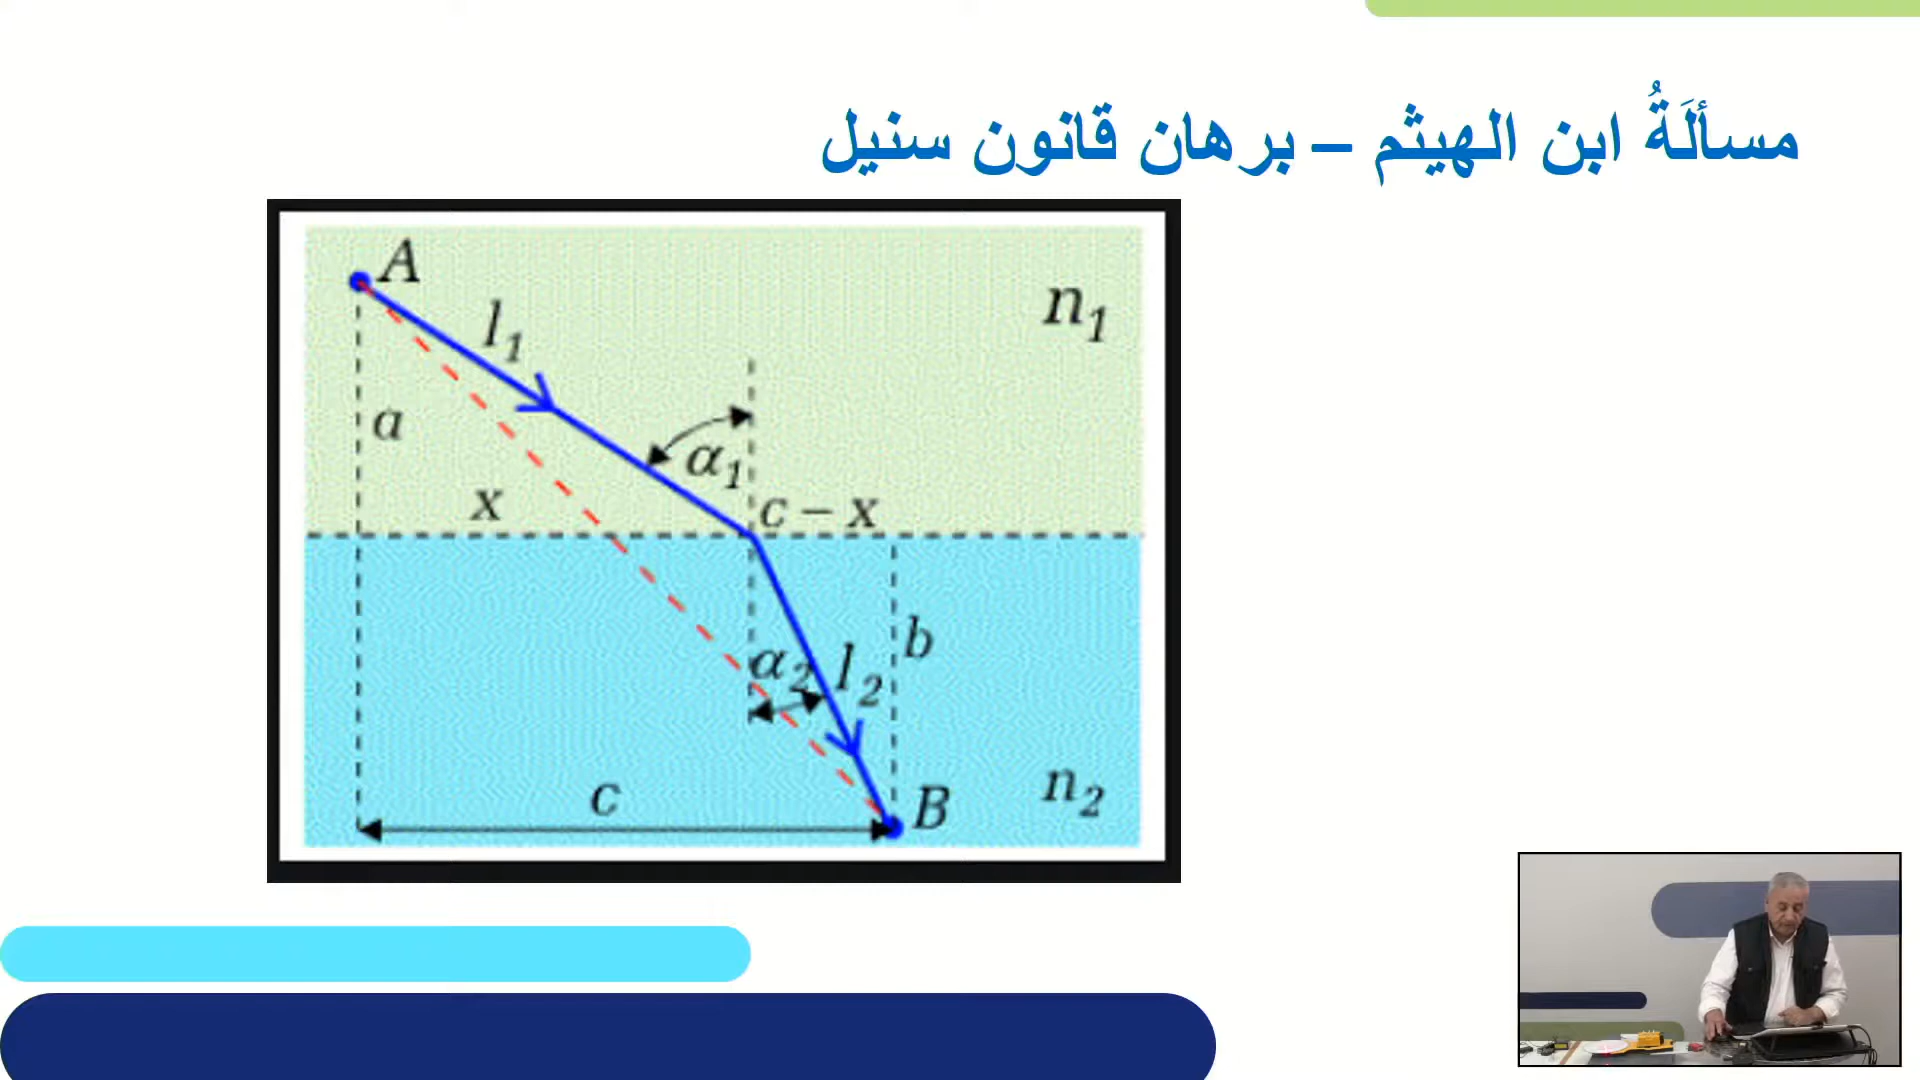 مسألَةُ ابن الهيثم – برهان قانون سنيل
A
l₁
n₁
a
α₁
x
c – x
α₂
l₂
b
c
B
n₂